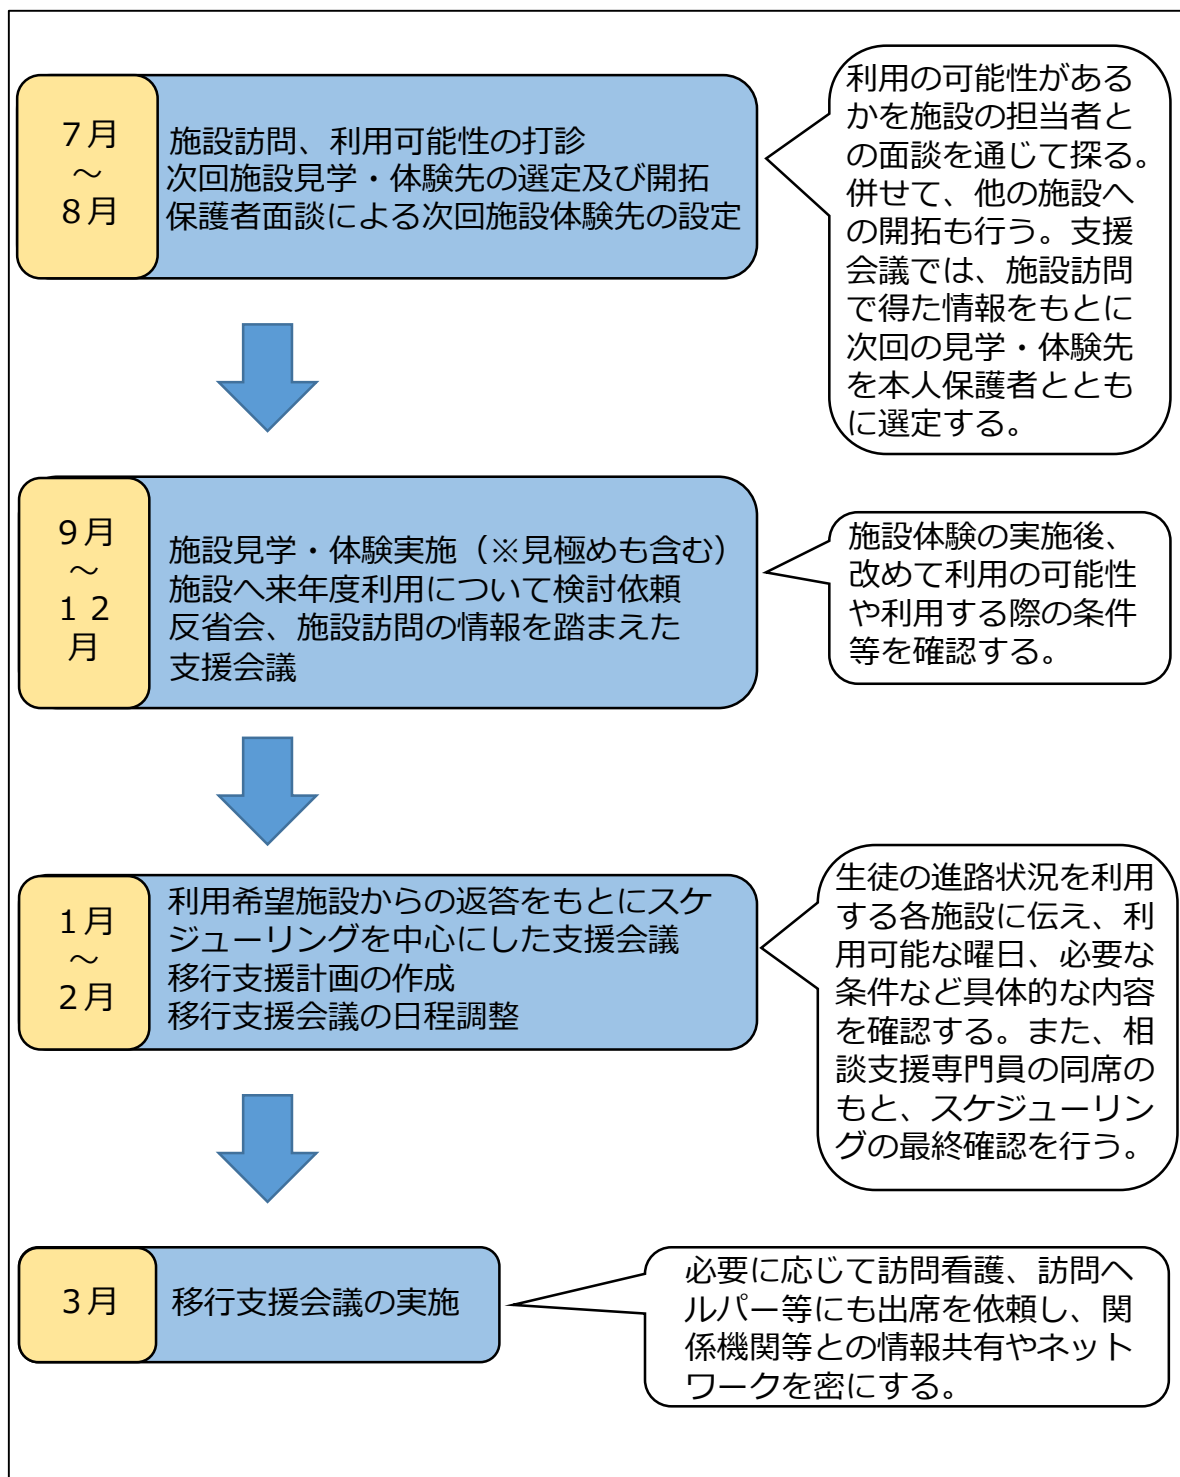 7月
～
8月
施設訪問、利用可能性の打診
次回施設見学・体験先の選定及び開拓
保護者面談による次回施設体験先の設定
利用の可能性がある
かを施設の担当者と
の面談を通じて探る。
併せて、他の施設へ
の開拓も行う。支援
会議では、施設訪問
で得た情報をもとに
次回の見学・体験先
を本人保護者ととも
に選定する。
9月
～
１２
月
施設見学・体験実施（※見極めも含む）
施設へ来年度利用について検討依頼
反省会、施設訪問の情報を踏まえた
支援会議
施設体験の実施後、
改めて利用の可能性
や利用する際の条件
等を確認する。
1月
～
2月
利用希望施設からの返答をもとにスケ
ジューリングを中心にした支援会議
移行支援計画の作成
移行支援会議の日程調整
生徒の進路状況を利用
する各施設に伝え、利
用可能な曜日、必要な
条件など具体的な内容
を確認する。また、相
談支援専門員の同席の
もと、スケジューリン
グの最終確認を行う。
3月
移行支援会議の実施
必要に応じて訪問看護、訪問ヘ
ルパー等にも出席を依頼し、関
係機関等との情報共有やネット
ワークを密にする。